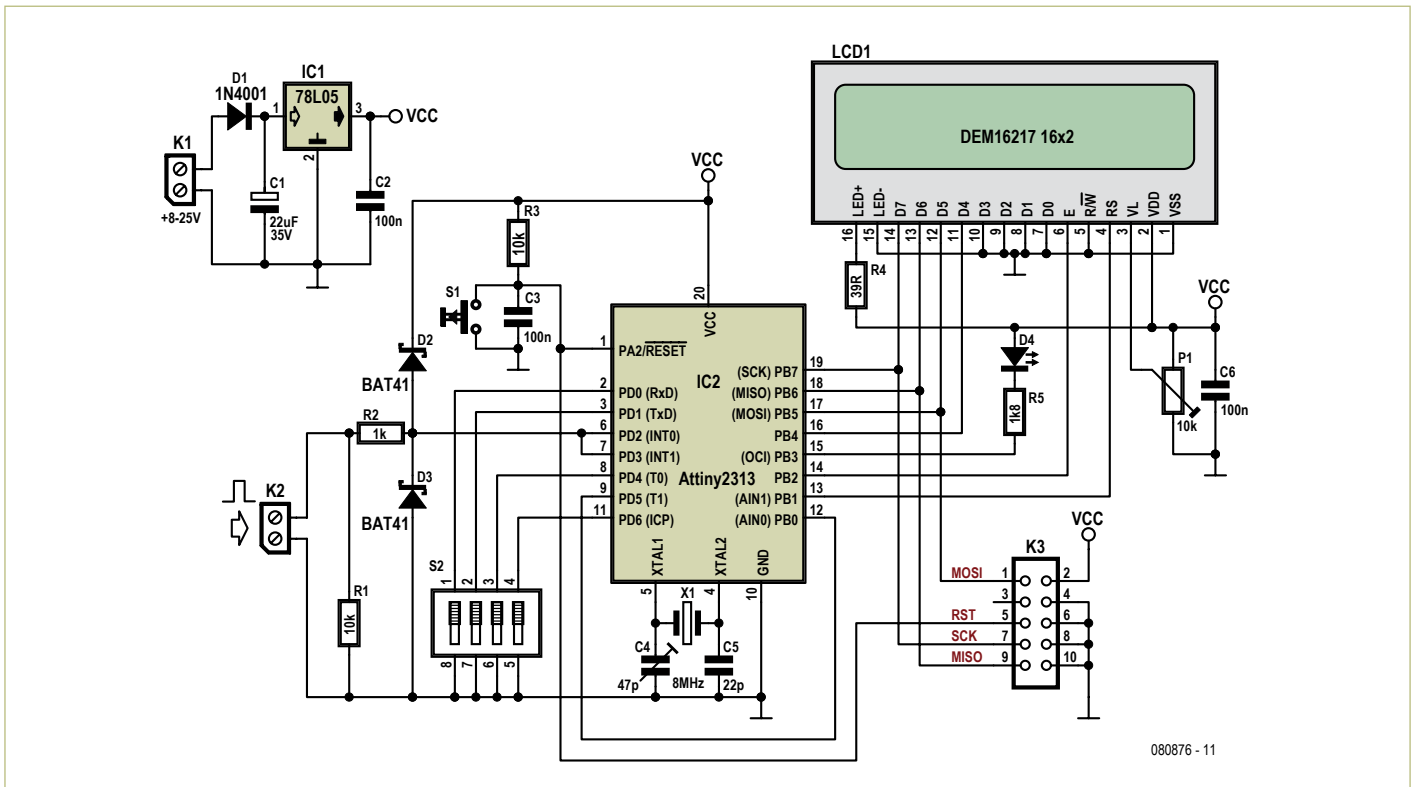 LCD1
DEM16217 16x2
LED+ LED- D7 D6 D5 D4 D3 D2 D1 D0 E R/W RS VL VDD VSS
16 15 14 13 12 11 10 9 8 7 6 5 4 3 2 1
D1
1N4001
IC1
78L05
1 3
2
VCC
K1
+8-25V
C1
22uF
35V
C2
100n
VCC
R3
10k
S1
C3
100n
R4
39R
VCC
D4
R5
1k8
P1
10k
C6
100n
D2
BAT41
R2
1k
D3
BAT41
K2
R1
10k
20
VCC
IC2
Attiny2313
1 PA2/RESET
2 PD0 (RxD)
3 PD1 (TxD)
6 PD2 (INT0)
7 PD3 (INT1)
8 PD4 (T0)
9 PD5 (T1)
11 PD6 (ICP)
(SCK) PB7 19
(MISO) PB6 18
(MOSI) PB5 17
PB4 16
(OCI) PB3 15
PB2 14
(AIN1) PB1 13
(AIN0) PB0 12
XTAL1 XTAL2 GND
5 4 10
S2
1 2 3 4
8 7 6 5
X1
8MHz
C4
47p
C5
22p
VCC
K3
MOSI 1 2
3 4
RST 5 6
SCK 7 8
MISO 9 10
080876 - 11